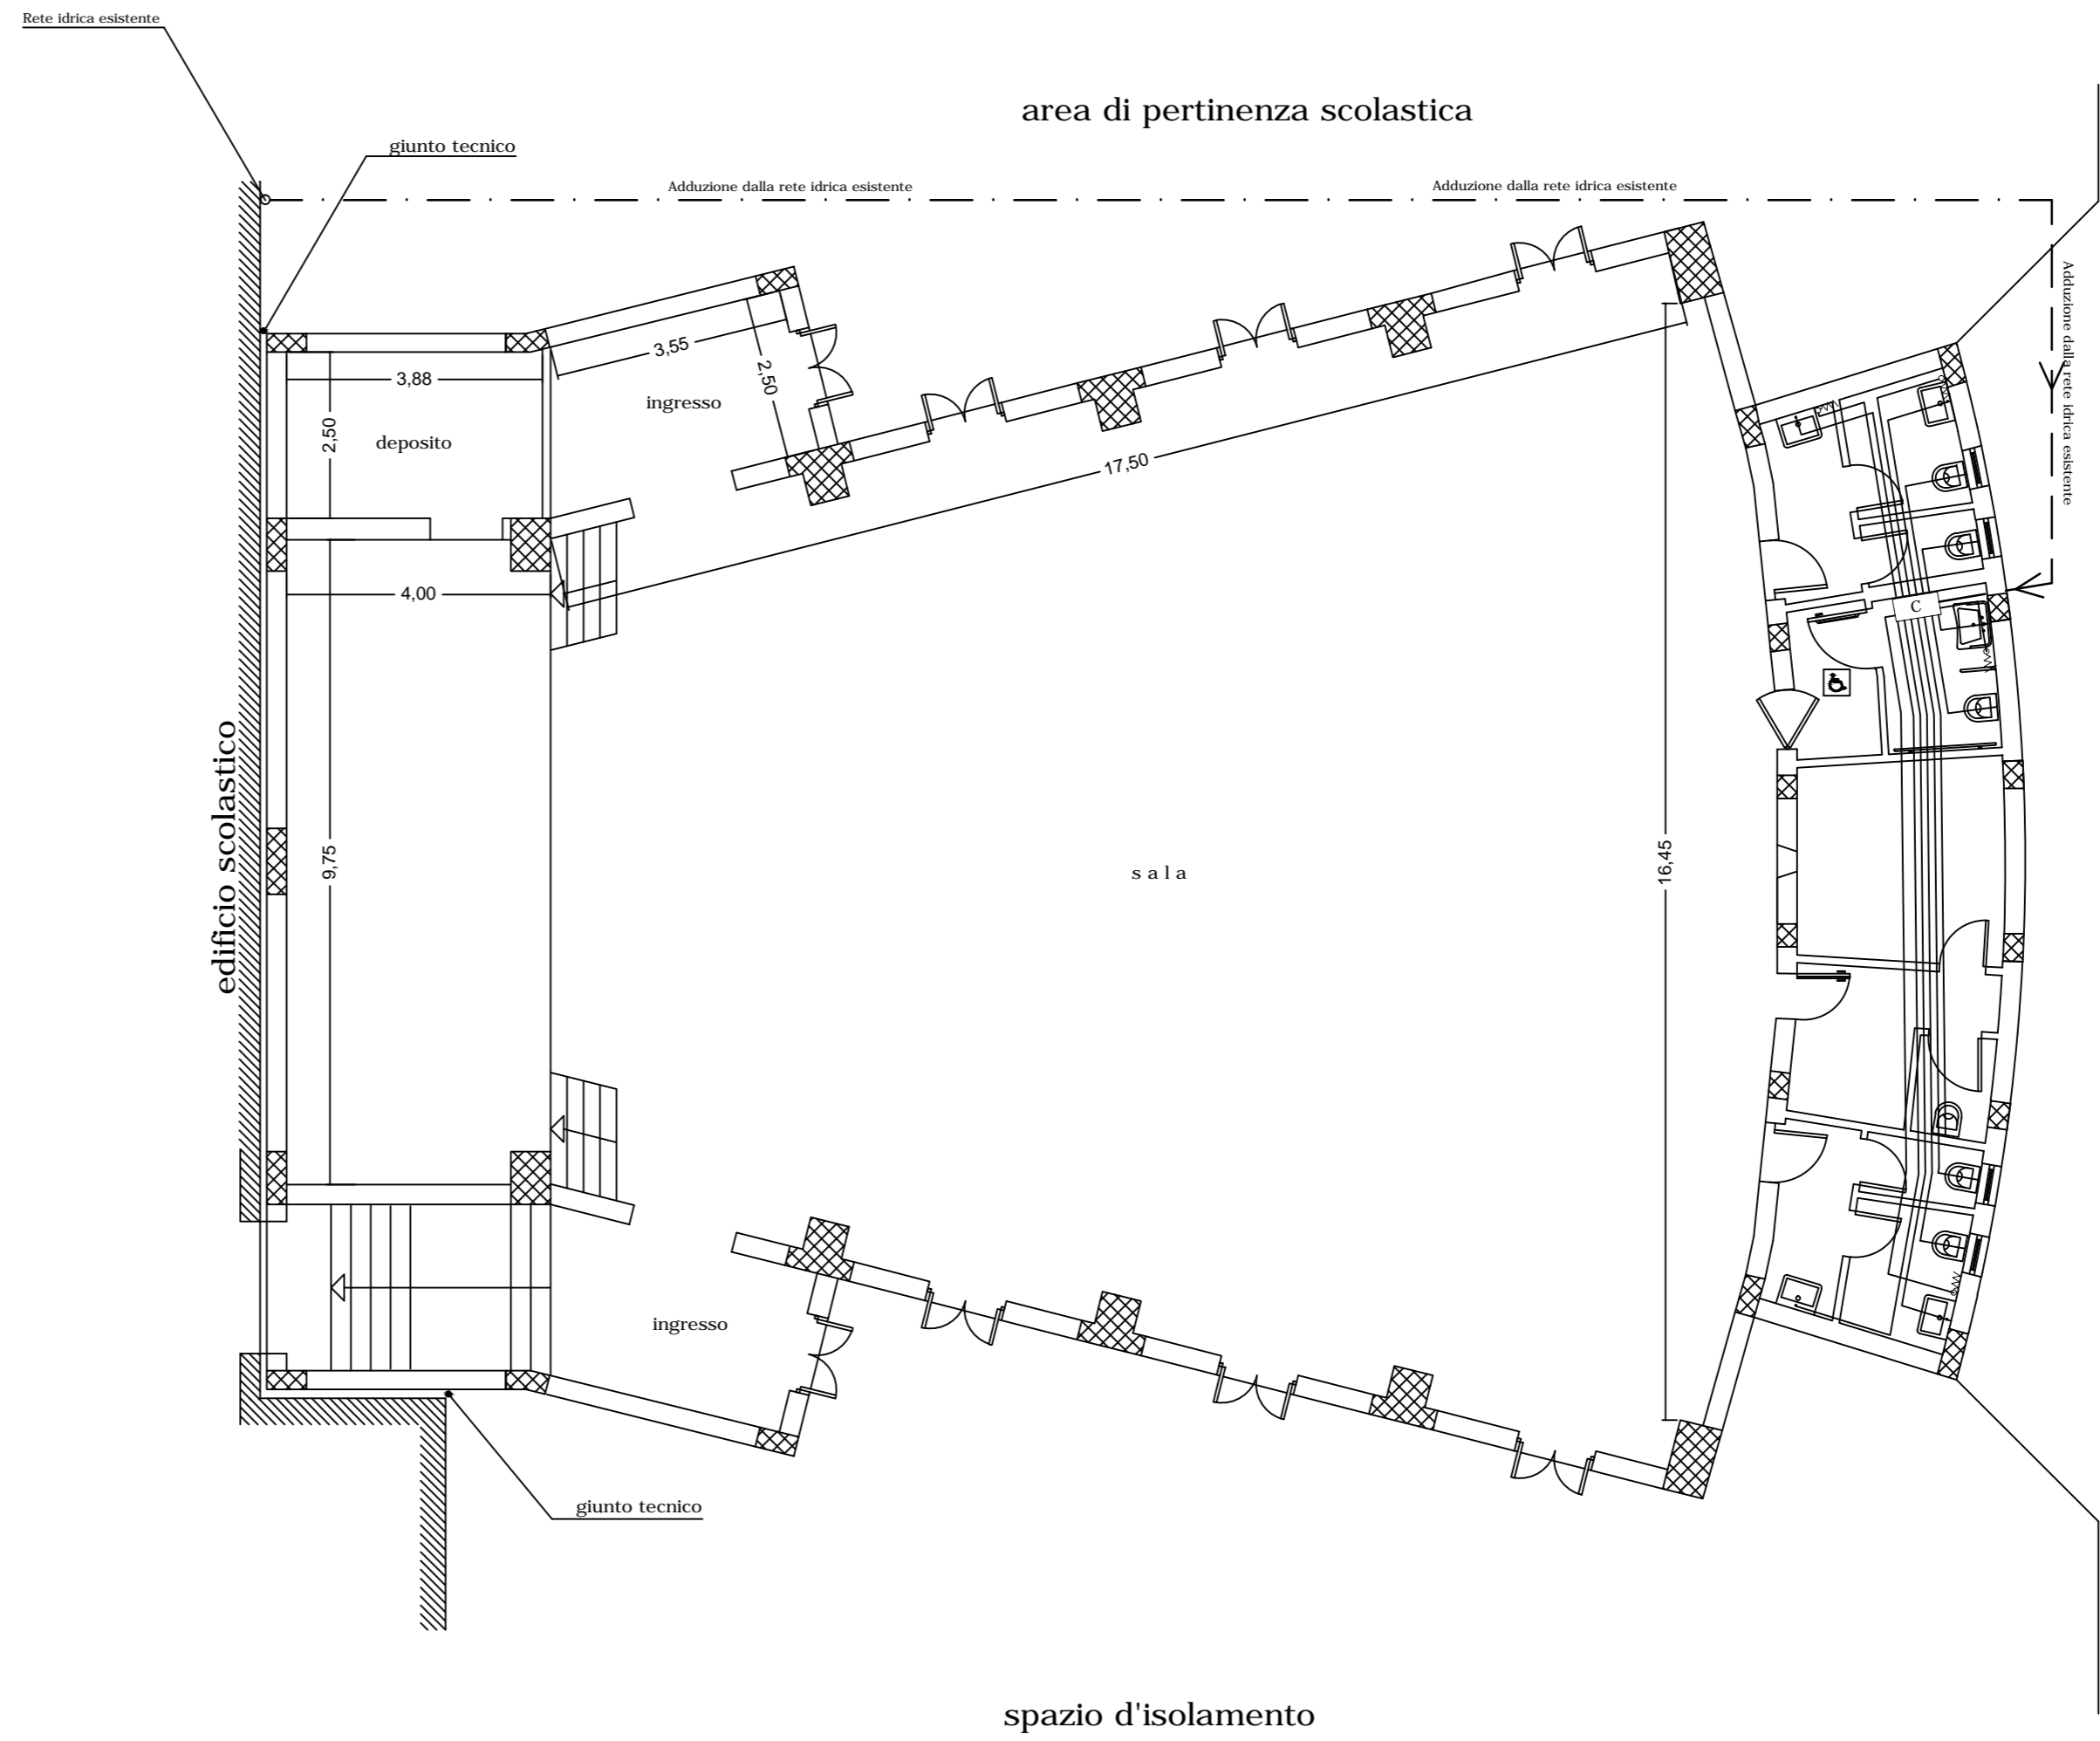 Rete idrica esistente
area di pertinenza scolastica
giunto tecnico
Adduzione dalla rete idrica esistente
Adduzione dalla rete idrica esistente
Adduzione dalla rete idrica esistente
3,55
3,88
2,50
ingresso
2,50
deposito
17,50
4,00
C
edificio scolastico
9,75
s a l a
16,45
ingresso
giunto tecnico
spazio d'isolamento